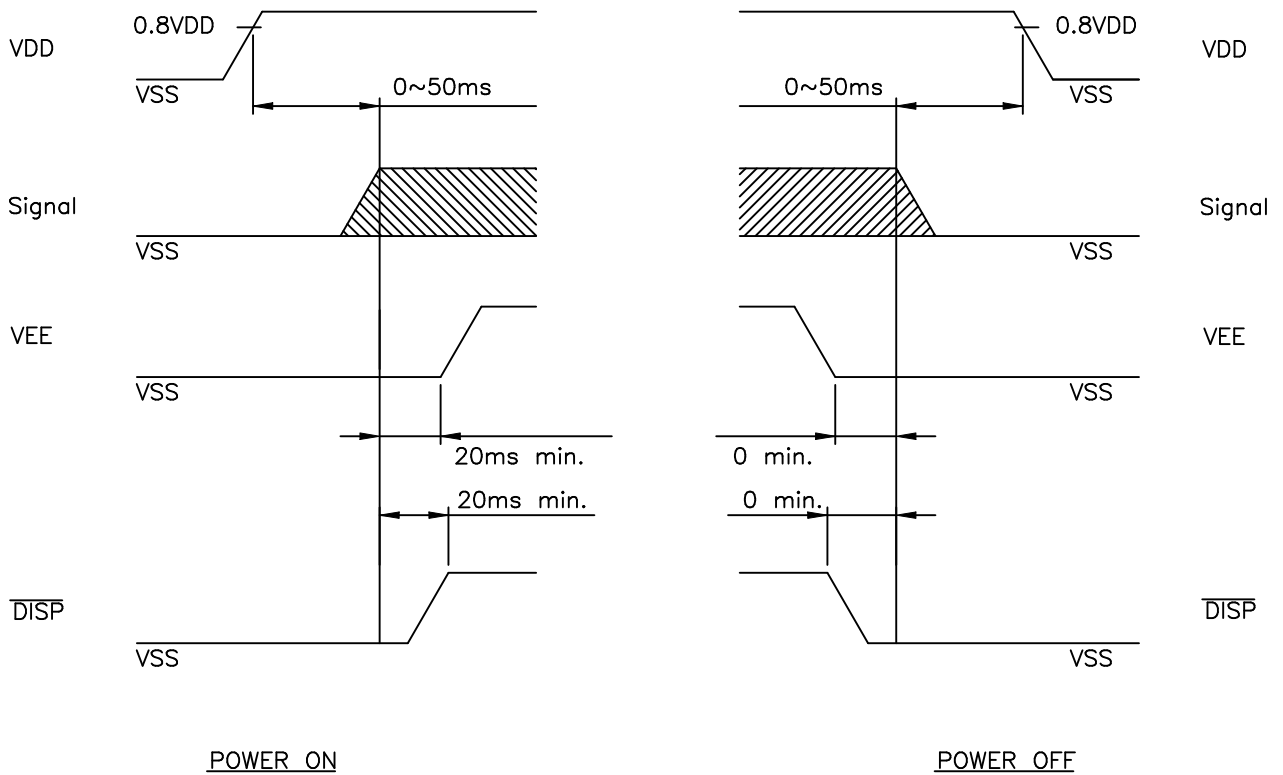 0.8VDD
0.8VDD
VDD
VDD
VSS
0~50ms
0~50ms
VSS
Signal
Signal
VSS
VSS
VEE
VEE
VSS
VSS
20ms min.
0 min.
20ms min.
0 min.
DISP
DISP
VSS
VSS
POWER ON
POWER OFF